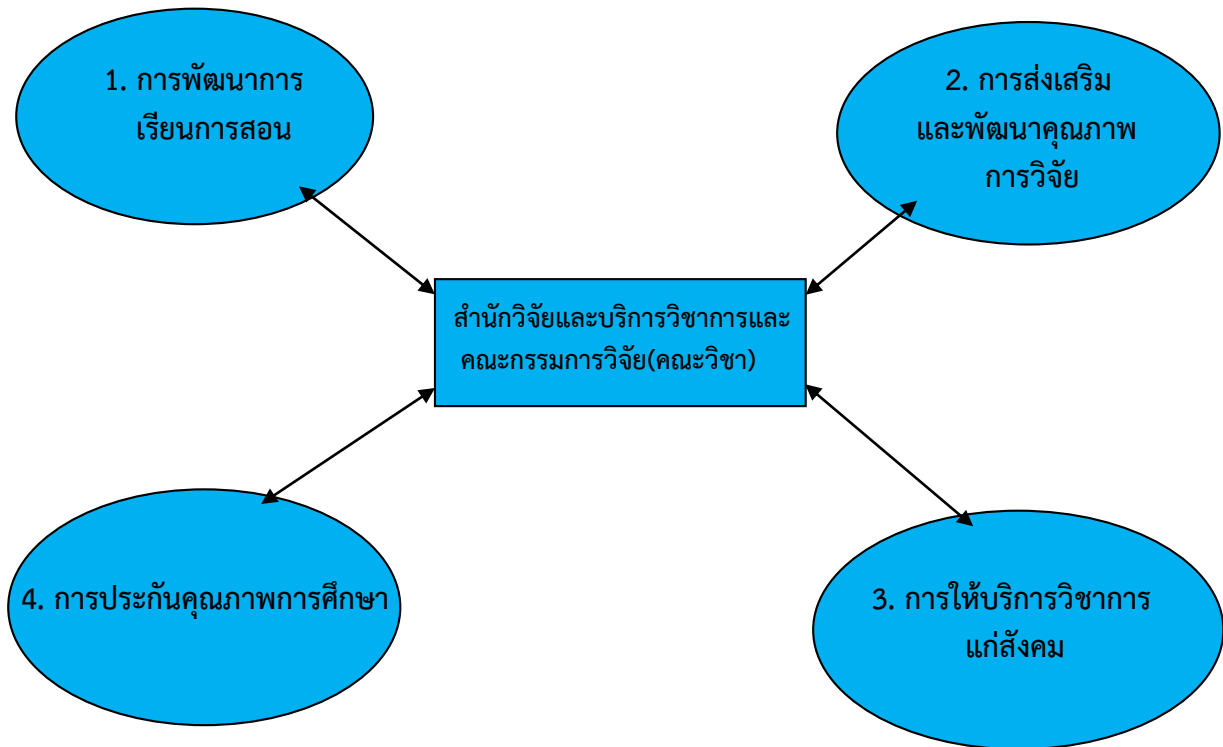 1. การพัฒนาการ
เรียนการสอน
2. การส่งเสริม
และพัฒนาคุณภาพ
การวิจัย
สำนักวิจัยและบริการวิชาการและ
คณะกรรมการวิจัย(คณะวิชา)
4. การประกันคุณภาพการศึกษา
3. การให้บริการวิชาการ
แก่สังคม